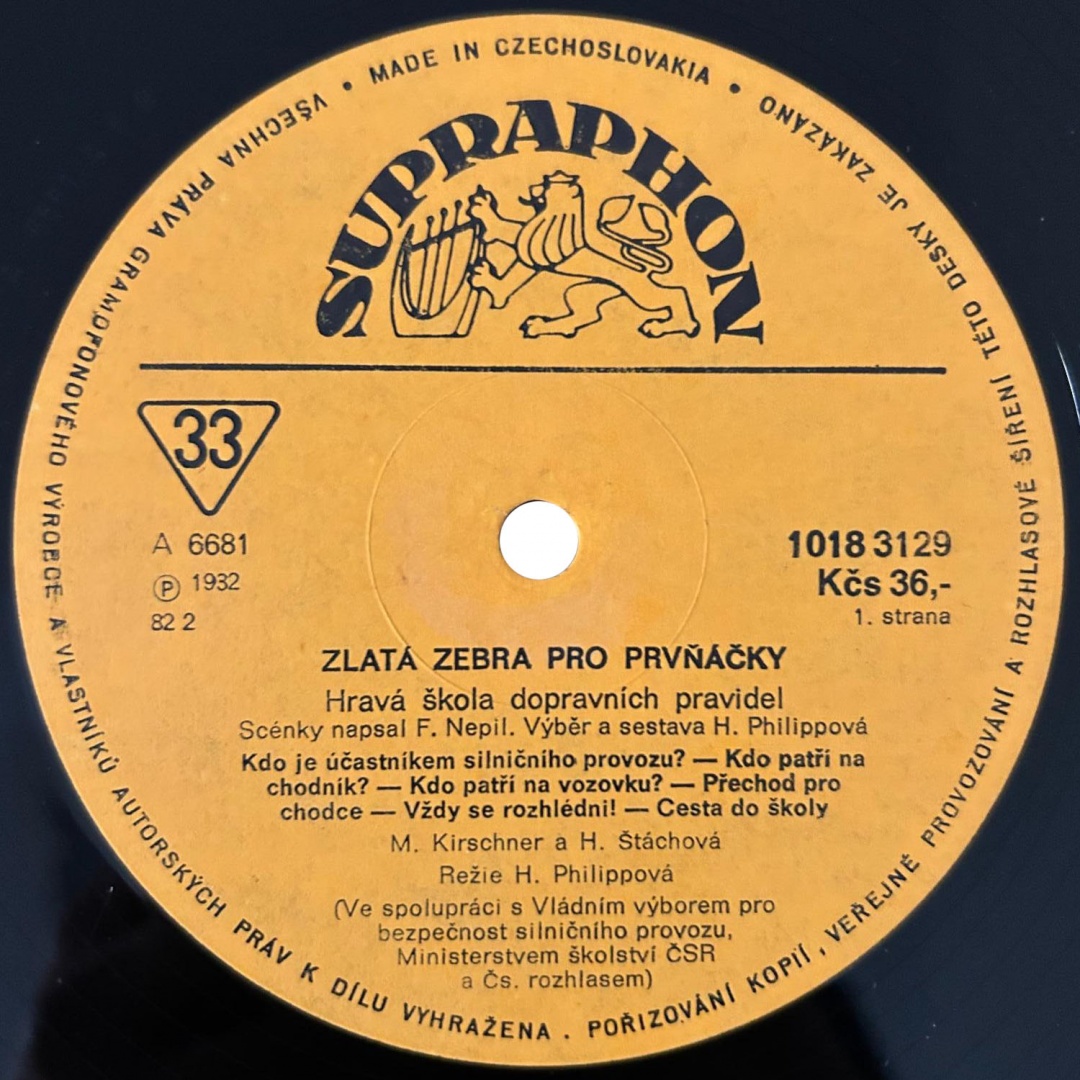 VŠECHNA PRÁVA GRAMOFONOVÉHO VÝROBCE A VLASTNÍKŮ AUTORSKÝCH PRÁV K DÍLU VYHRAŽENA . POŘIZOVÁNÍ KOPIÍ, VEŘEJNÉ PROVOZOVÁNÍ A ROZHLASOVÉ ŠÍŘENÍ TÉTO DESKY JE ZAKÁZÁNO • MADE IN CZECHOSLOVAKIA •
SUPRAPHON
33
A 6681
Ⓟ 1932
82 2
1018 3129
Kčs 36,-
1. strana
ZLATÁ ZEBRA PRO PRVŇÁČKY
Hravá škola dopravních pravidel
Scénky napsal F. Nepil. Výběr a sestava H. Philippová
Kdo je účastníkem silničního provozu? — Kdo patří na
chodník? — Kdo patří na vozovku? — Přechod pro
chodce — Vždy se rozhlédni! — Cesta do školy
M. Kirschner a H. Štáchová
Režie H. Philippová
(Ve spolupráci s Vládním výborem pro
bezpečnost silničního provozu,
Ministerstvem školství ČSR
a Čs. rozhlasem)